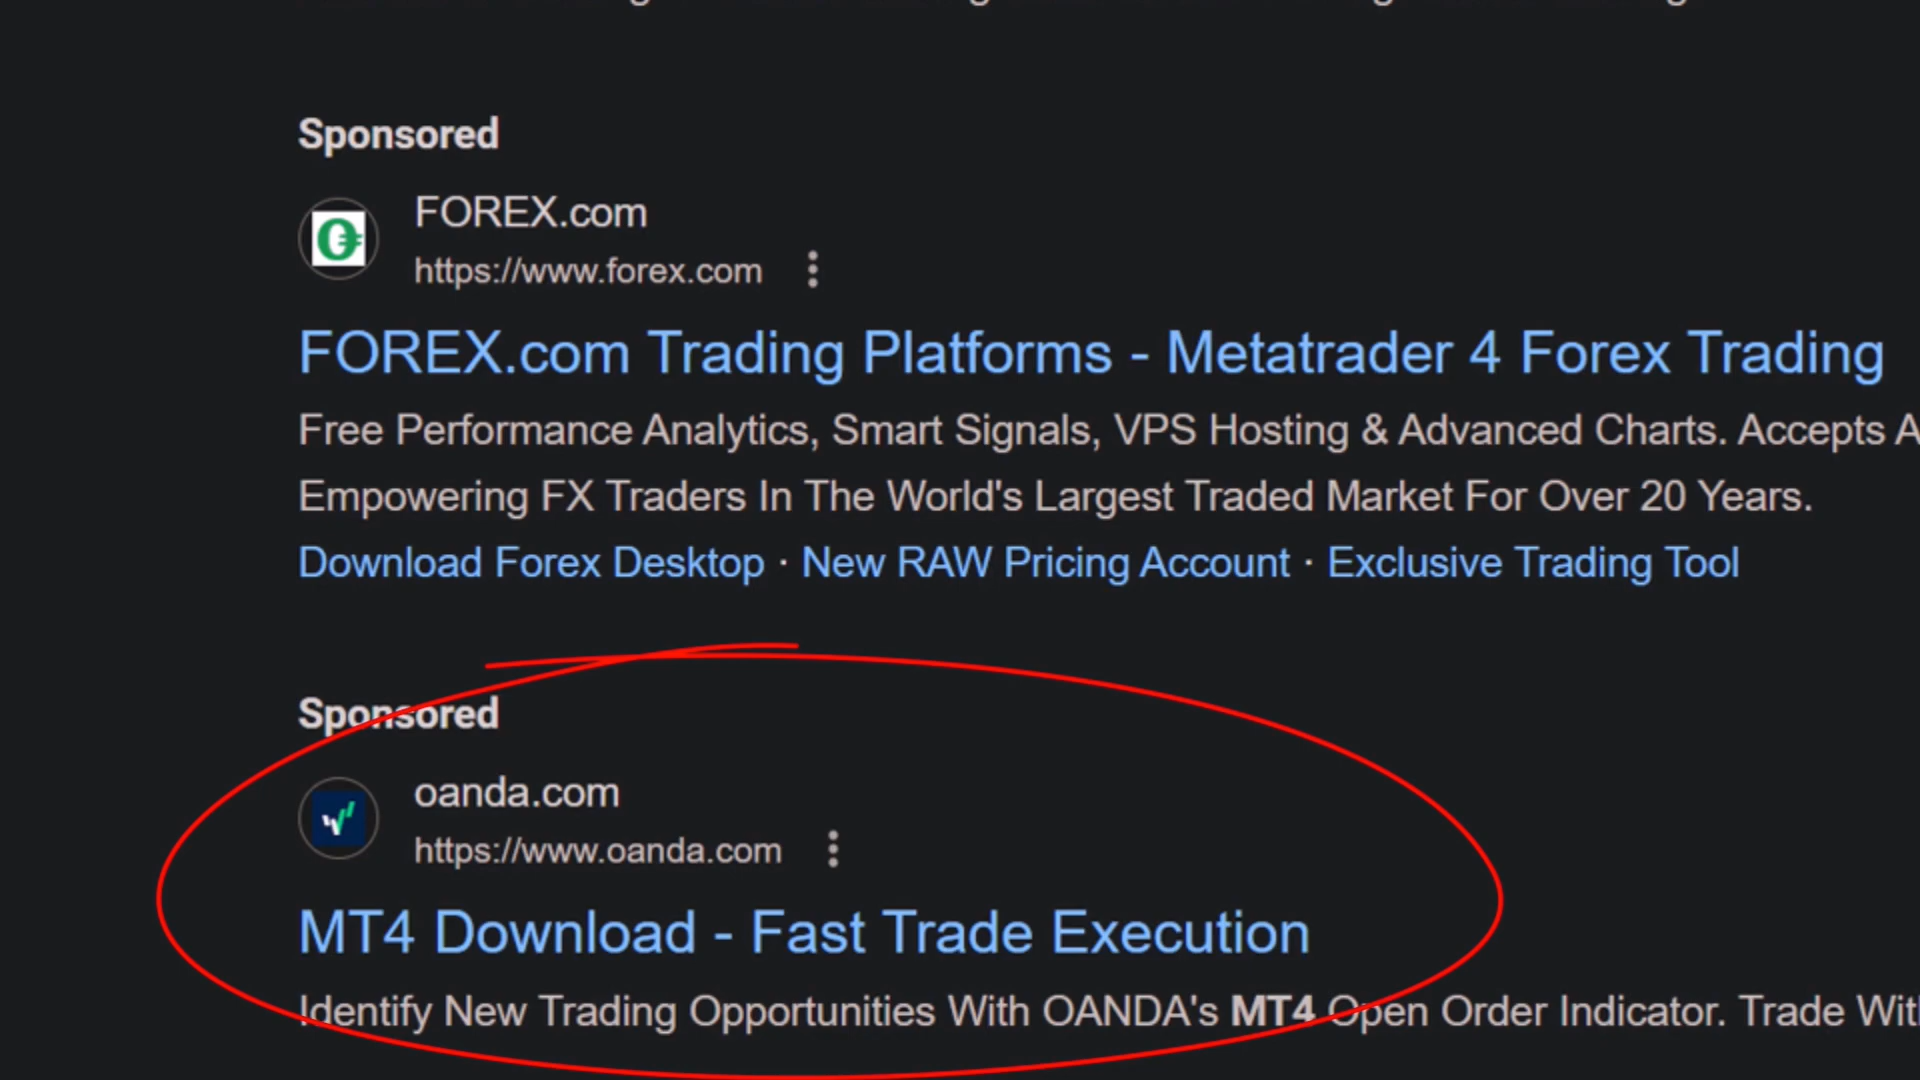 Sponsored
FOREX.com
https://www.forex.com
FOREX.com Trading Platforms - Metatrader 4 Forex Trading
Free Performance Analytics, Smart Signals, VPS Hosting & Advanced Charts. Accepts
Empowering FX Traders In The World's Largest Traded Market For Over 20 Years.
Download Forex Desktop · New RAW Pricing Account · Exclusive Trading Tool
Sponsored
oanda.com
https://www.oanda.com
MT4 Download - Fast Trade Execution
Identify New Trading Opportunities With OANDA's MT4 Open Order Indicator. Trade